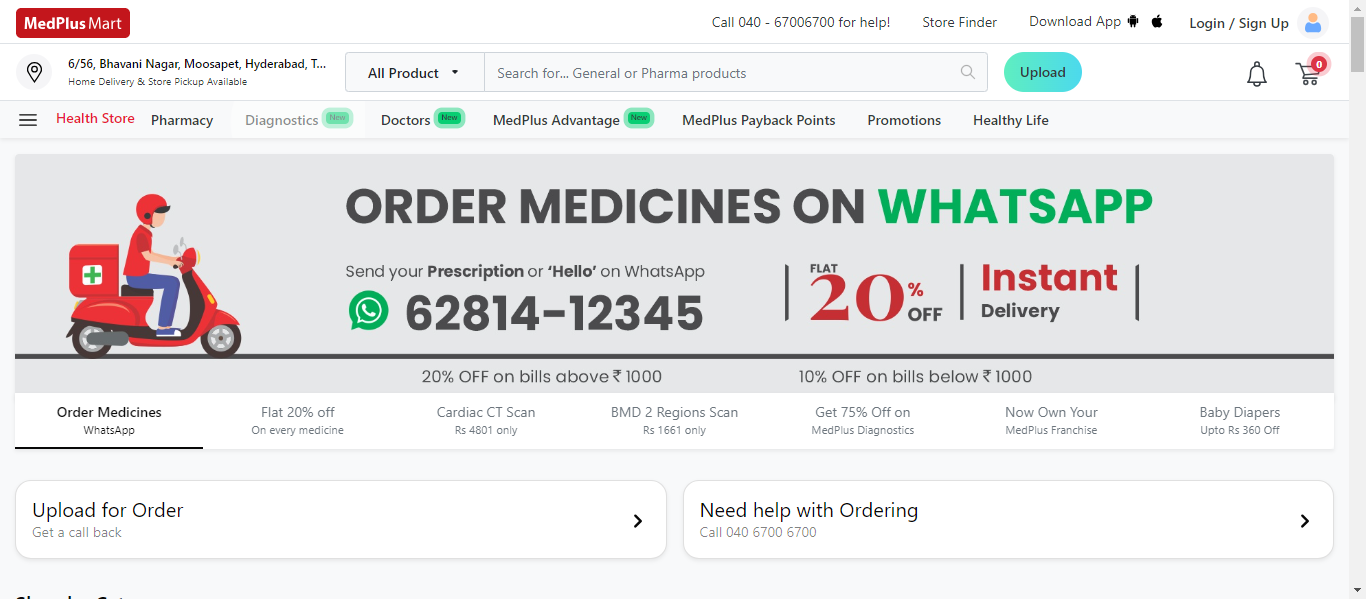 MedPlus Mart
Call 040 - 67006700 for help!
Store Finder
Download App
Login / Sign Up
6/56, Bhavani Nagar, Moosapet, Hyderabad, T...
Home Delivery & Store Pickup Available
All Product
Search for... General or Pharma products
Upload
0
Health Store
Pharmacy
Diagnostics New
Doctors New
MedPlus Advantage New
MedPlus Payback Points
Promotions
Healthy Life
ORDER MEDICINES ON WHATSAPP
Send your Prescription or ‘Hello’ on WhatsApp
62814-12345
FLAT
20% OFF
Instant
Delivery
20% OFF on bills above ₹ 1000
10% OFF on bills below ₹ 1000
Order Medicines
WhatsApp
Flat 20% off
On every medicine
Cardiac CT Scan
Rs 4801 only
BMD 2 Regions Scan
Rs 1661 only
Get 75% Off on
MedPlus Diagnostics
Now Own Your
MedPlus Franchise
Baby Diapers
Upto Rs 360 Off
Upload for Order
Get a call back
Need help with Ordering
Call 040 6700 6700